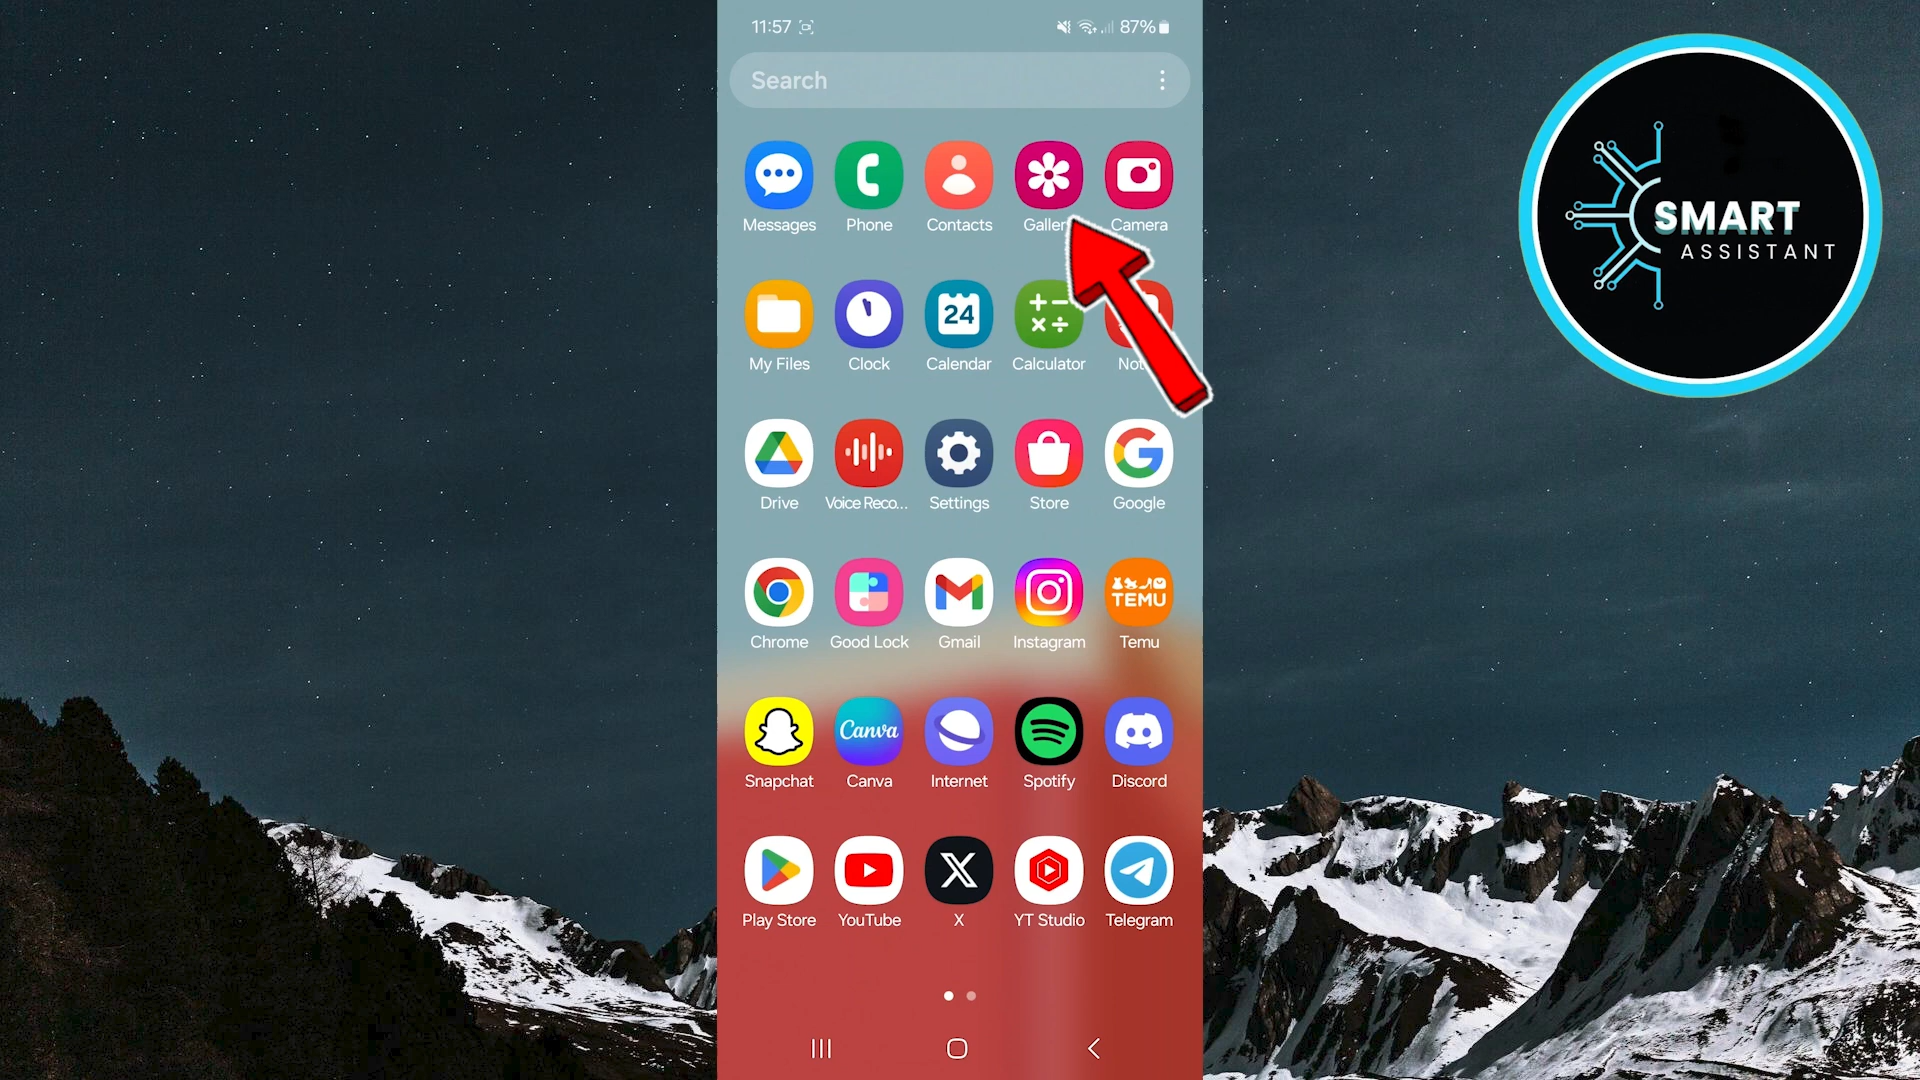 11:57 87%
Search
Messages Phone Contacts Galler Camera
24
My Files Clock Calendar Calculator Not
Drive Voice Reco... Settings Store Google
TEMU
Chrome Good Lock Gmail Instagram Temu
Canva
Snapchat Canva Internet Spotify Discord
Play Store YouTube X YT Studio Telegram
SMART
ASSISTANT